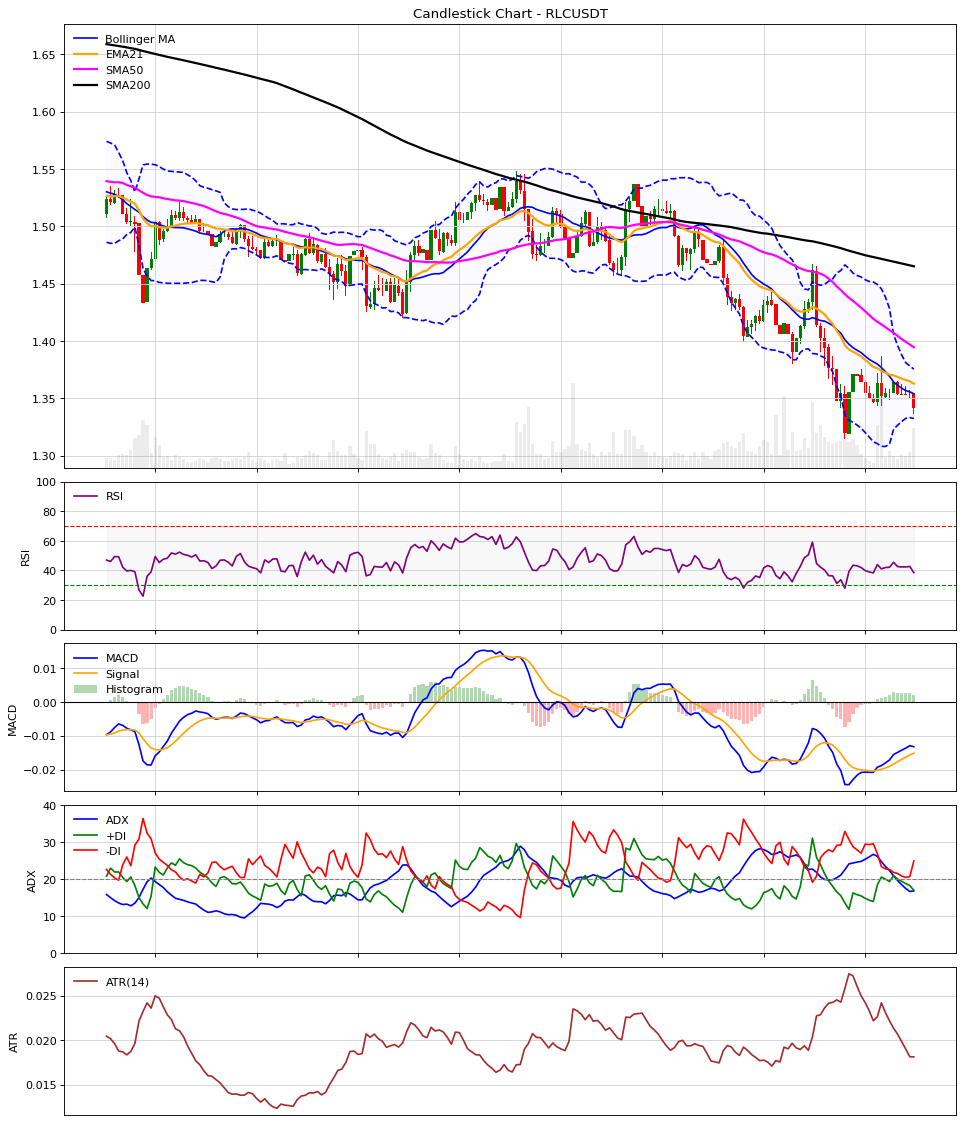 Candlestick Chart - RLCUSDT
Bollinger MA
EMA21
SMA50
SMA200
1.65
1.60
1.55
1.50
1.45
1.40
1.35
1.30
RSI
100
80
60
40
20
0
RSI
MACD
Signal
Histogram
0.01
0.00
−0.01
−0.02
MACD
ADX
+DI
-DI
40
30
20
10
0
ADX
ATR(14)
0.025
0.020
0.015
ATR